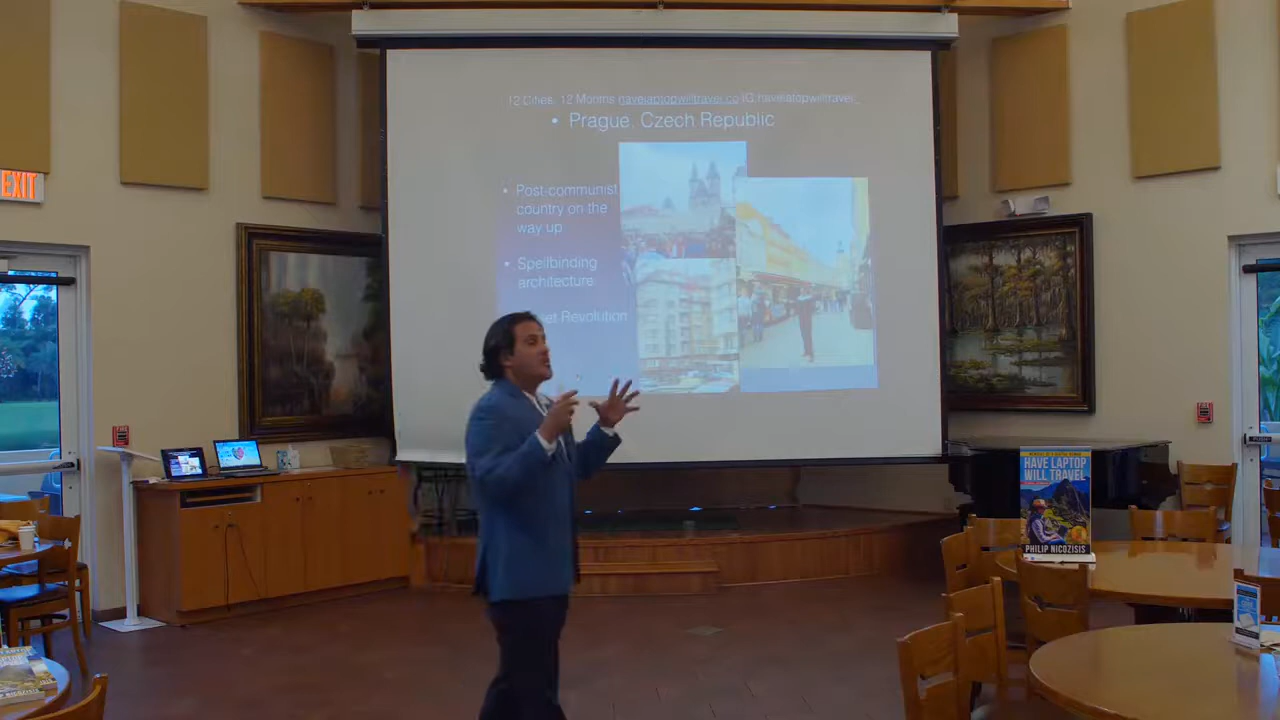 12 Cities, 12 Months havelaptopwilltravel.co IG:havelatopwilltravel_
• Prague, Czech Republic
• Post-communist
country on the
way up
• Spellbinding
architecture
Revolution
EXIT
HAVE LAPTOP
WILL TRAVEL
PHILIP NICOZISIS